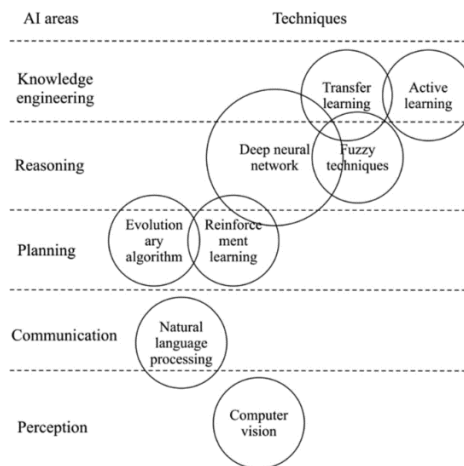 AI areas
Techniques
Knowledge
engineering
Transfer
learning
Active
learning
Reasoning
Deep neural
network
Fuzzy
techniques
Planning
Evolution
ary
algorithm
Reinforce
ment
learning
Communication
Natural
language
processing
Perception
Computer
vision